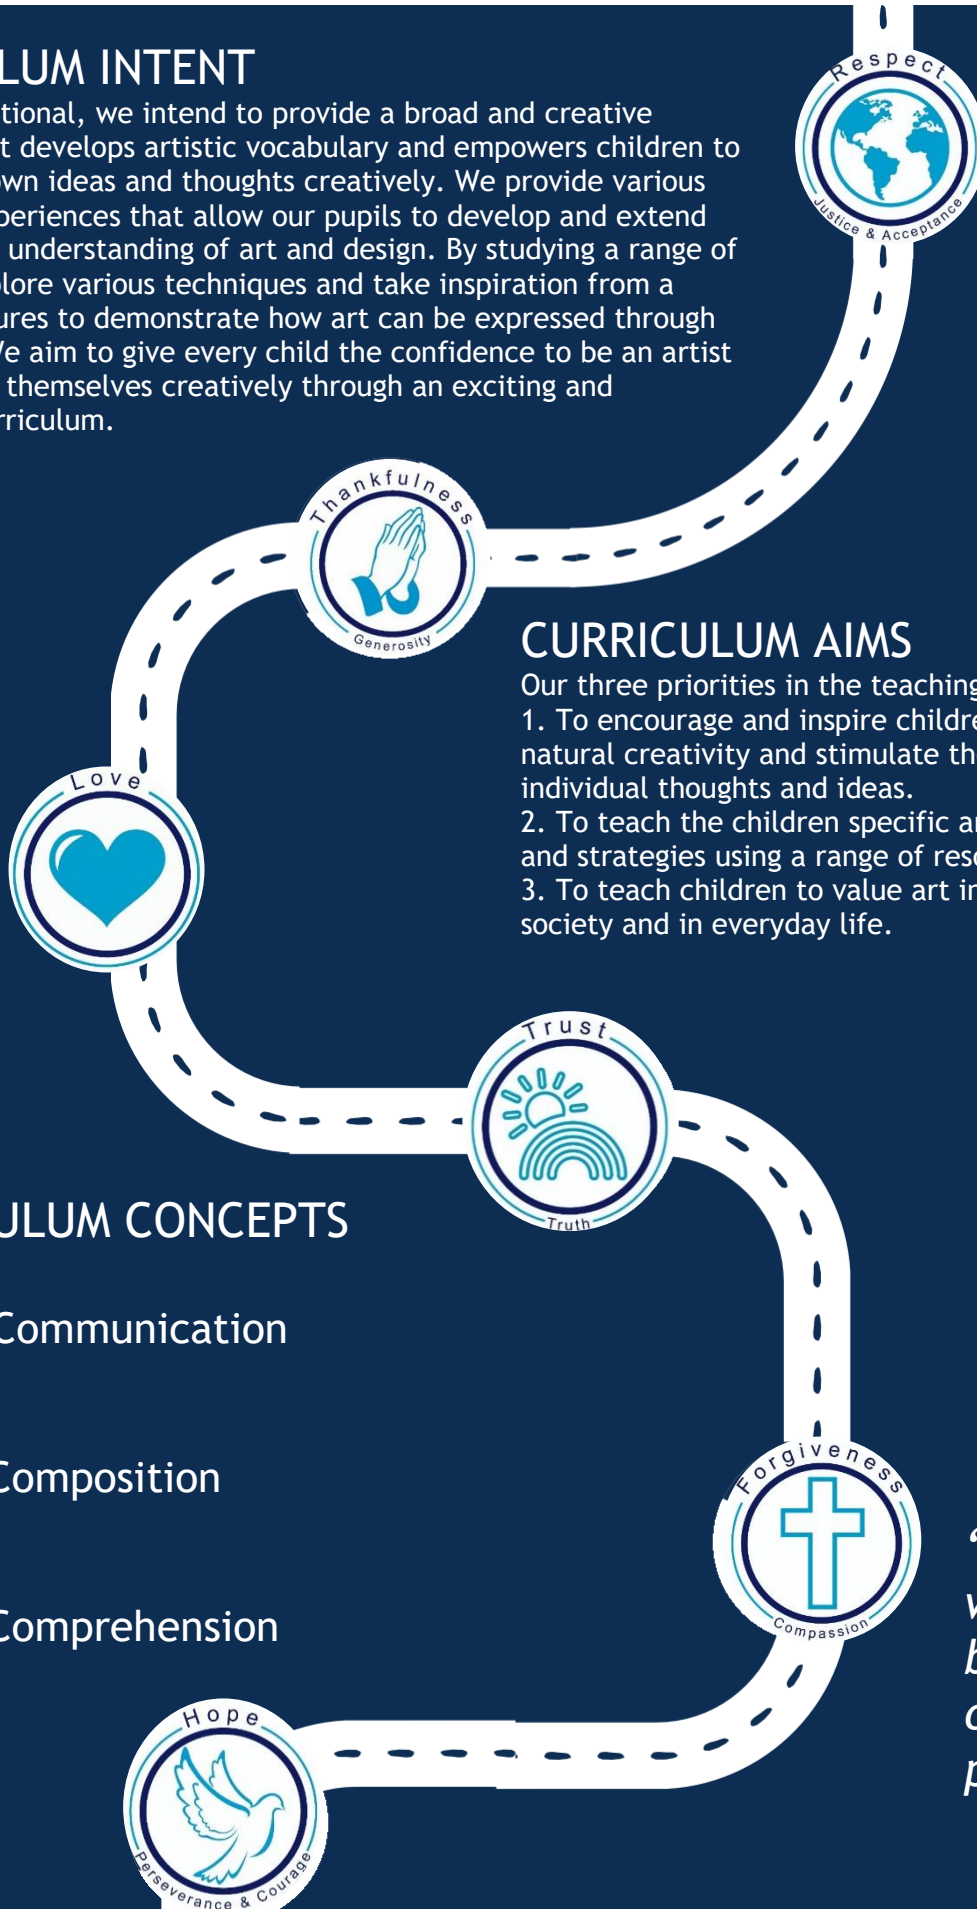 LUM INTENT
tional, we intend to provide a broad and creative
t develops artistic vocabulary and empowers children to
own ideas and thoughts creatively. We provide various
periences that allow our pupils to develop and extend
understanding of art and design. By studying a range of
lore various techniques and take inspiration from a
ures to demonstrate how art can be expressed through
We aim to give every child the confidence to be an artist
themselves creatively through an exciting and
rriculum.
Respect
Justice & Acceptance
Thankfulness
Generosity
CURRICULUM AIMS
Our three priorities in the teaching
1. To encourage and inspire childre
natural creativity and stimulate th
individual thoughts and ideas.
2. To teach the children specific a
and strategies using a range of res
3. To teach children to value art in
society and in everyday life.
Love
Trust
Truth
ULUM CONCEPTS
Communication
Composition
Comprehension
Forgiveness
Compassion
Hope
Perseverance & Courage